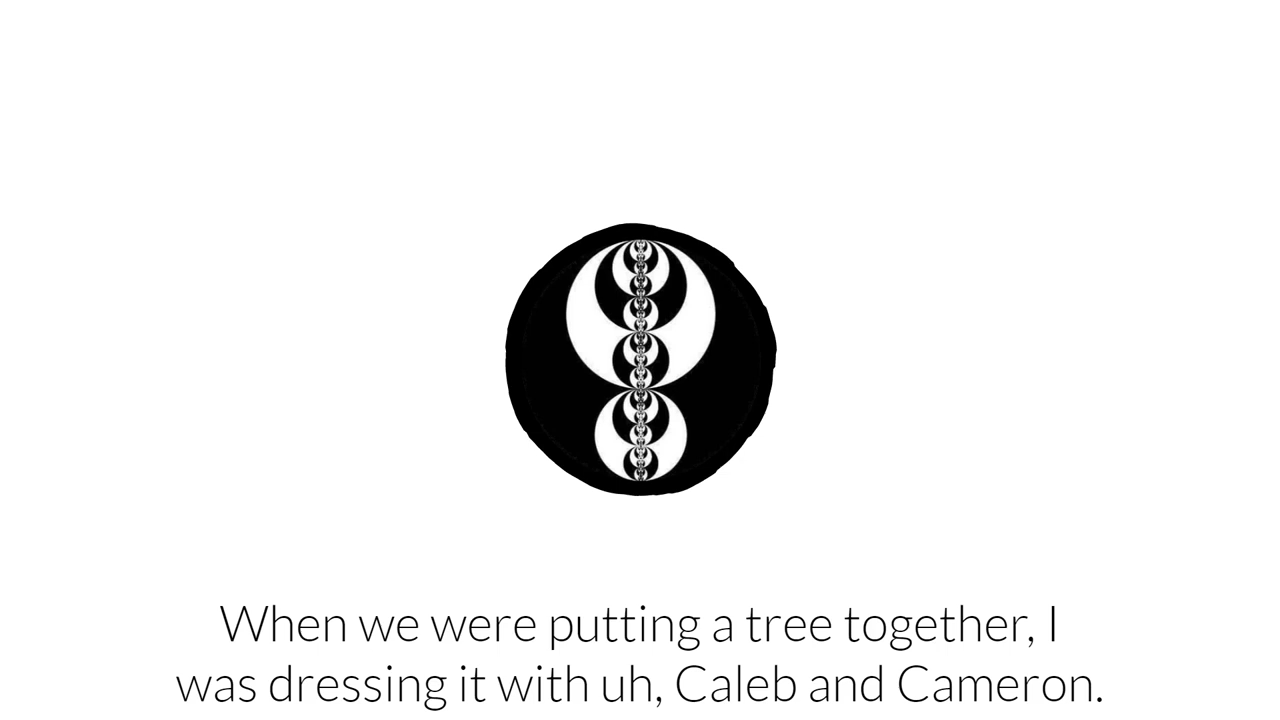 When we were putting a tree together, I
was dressing it with uh, Caleb and Cameron.